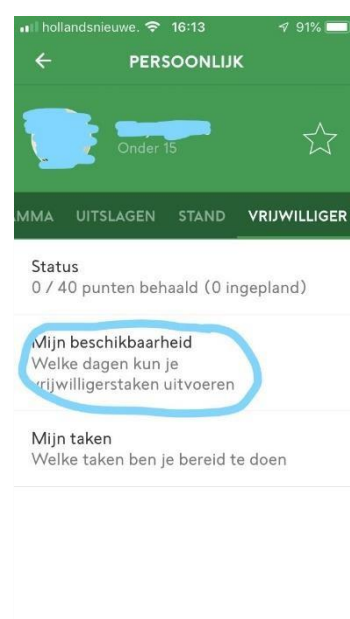 hollandsnieuwe. 16:13 91%
PERSOONLIJK
Onder 15
MMA UITSLAGEN STAND VRIJWILLIGER
Status
0 / 40 punten behaald (0 ingepland)
Mijn beschikbaarheid
Welke dagen kun je
vrijwilligerstaken uitvoeren
Mijn taken
Welke taken ben je bereid te doen